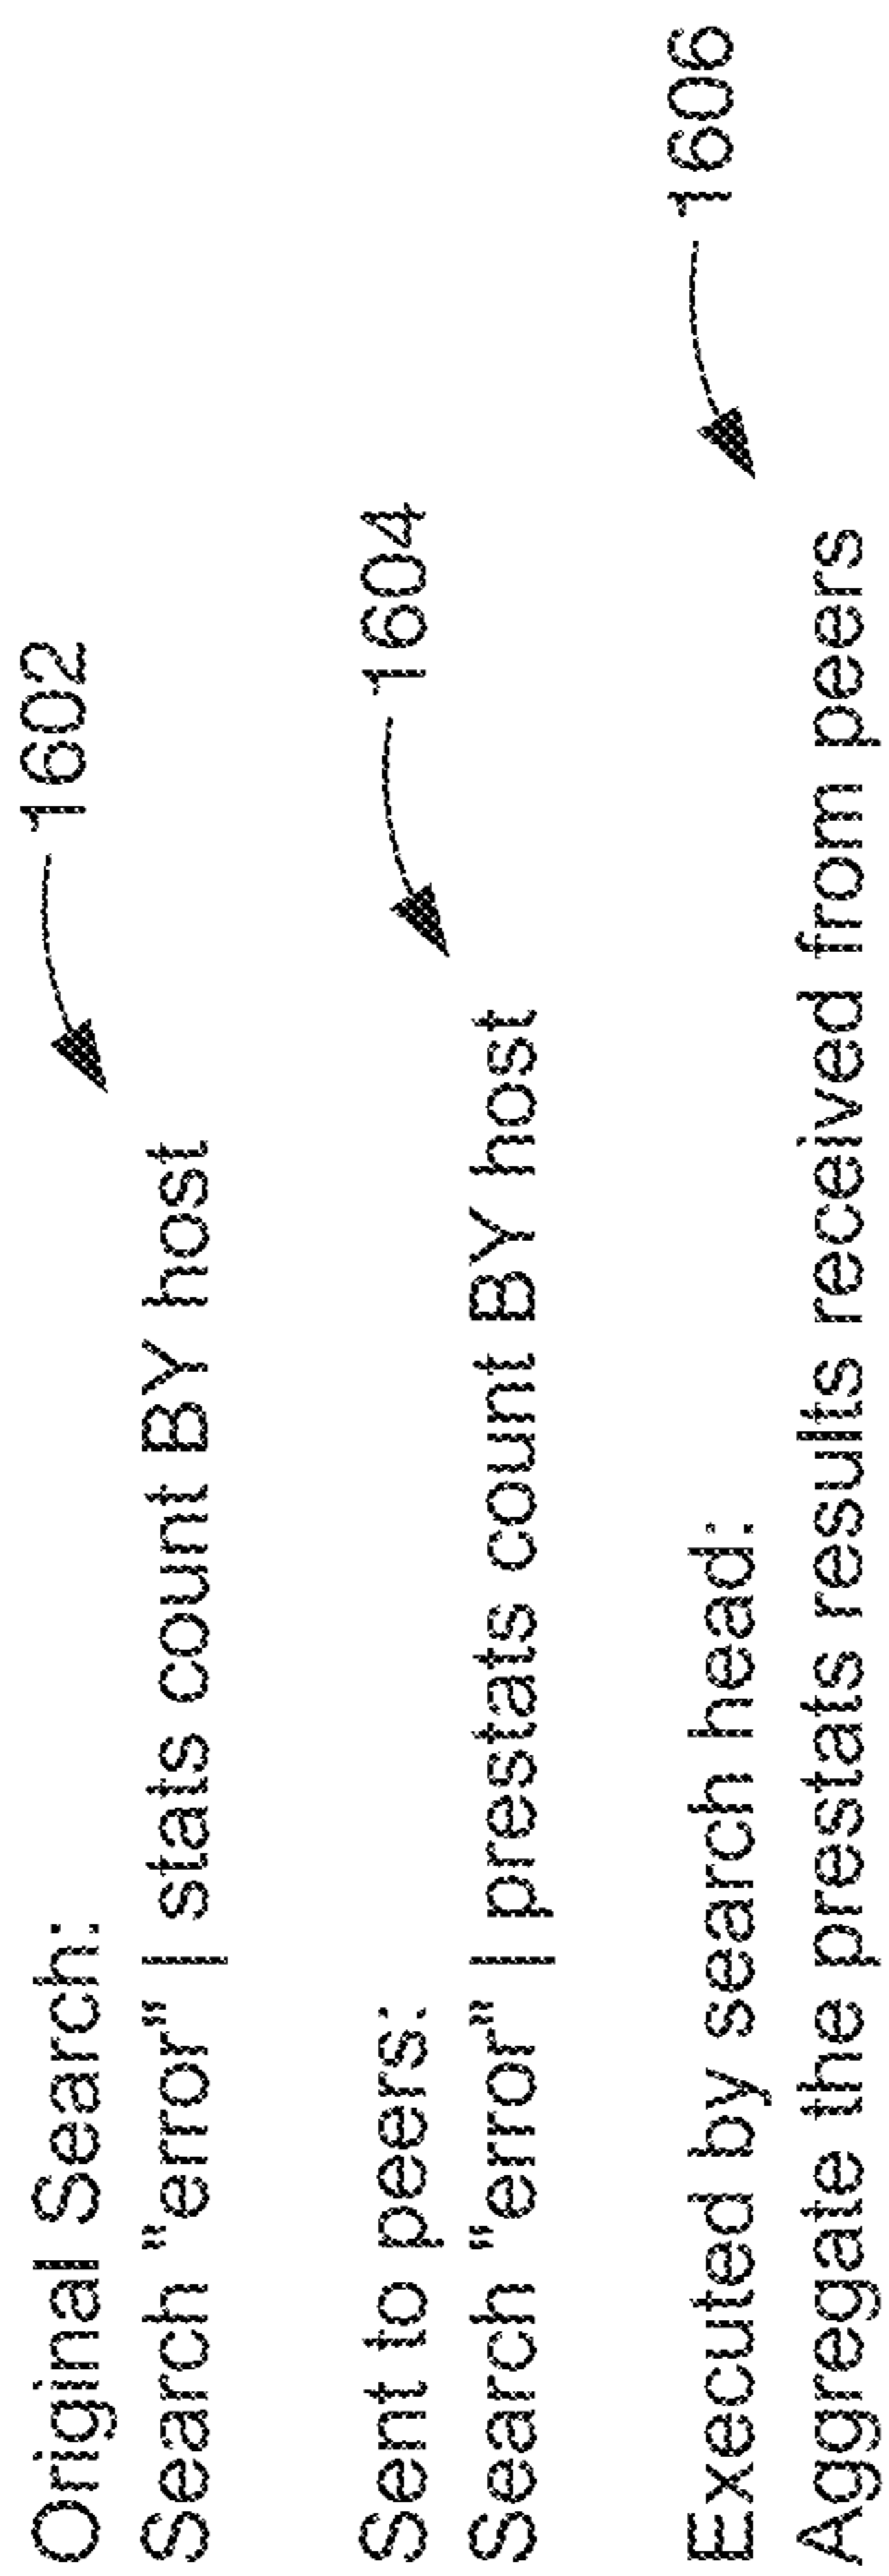 Original Search: 1602
Search "error" | stats count BY host
Sent to peers: 1604
Search "error" | prestats count BY host
Executed by search head: 1606
Aggregate the prestats results received from peers